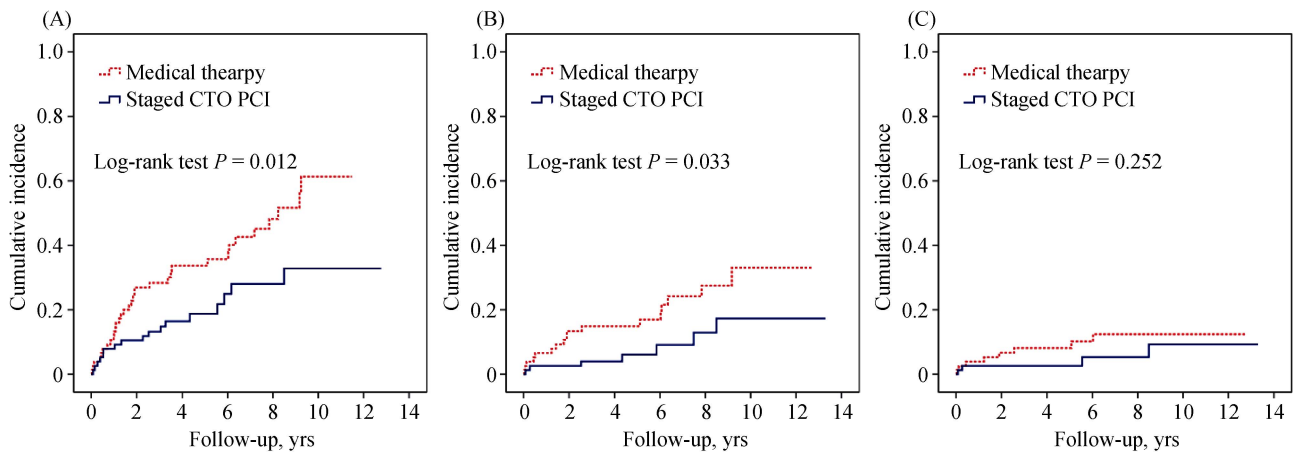 (A)
Cumulative incidence
1.0
0.8
0.6
0.4
0.2
0
Medical thearpy
Staged CTO PCI
Log-rank test P = 0.012
0 2 4 6 8 10 12 14
Follow-up, yrs
(B)
Cumulative incidence
1.0
0.8
0.6
0.4
0.2
0
Medical thearpy
Staged CTO PCI
Log-rank test P = 0.033
0 2 4 6 8 10 12 14
Follow-up, yrs
(C)
Cumulative incidence
1.0
0.8
0.6
0.4
0.2
0
Medical thearpy
Staged CTO PCI
Log-rank test P = 0.252
0 2 4 6 8 10 12 14
Follow-up, yrs